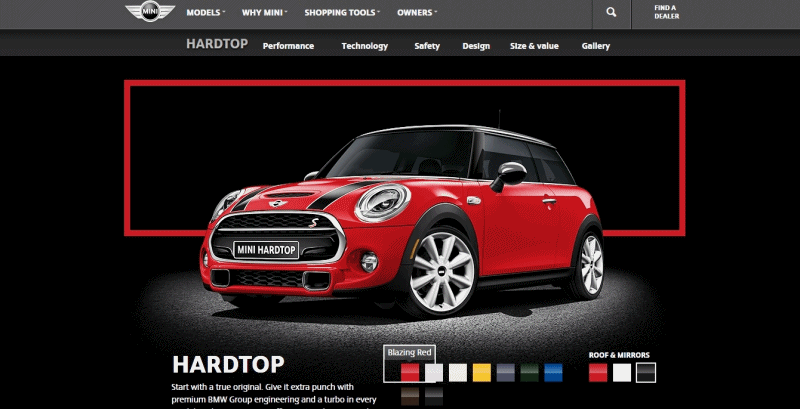 MINI
MODELS
WHY MINI
SHOPPING TOOLS
OWNERS
FIND A
DEALER
HARDTOP
Performance
Technology
Safety
Design
Size & value
Gallery
S
MINI HARDTOP
HARDTOP
Blazing Red
ROOF & MIRRORS
Start with a true original. Give it extra punch with
premium BMW Group engineering and a turbo in every